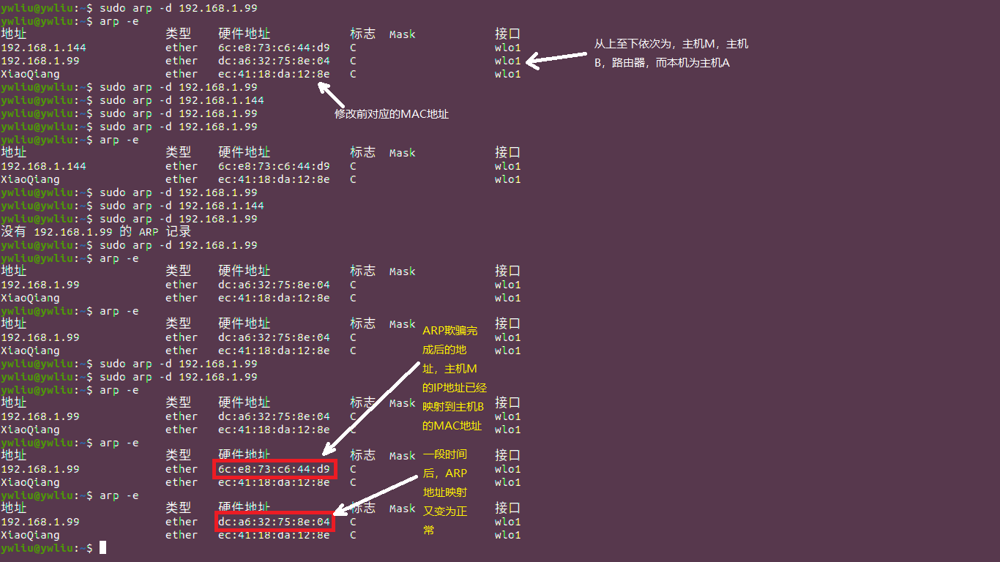 ywliu@ywliu:~$ sudo arp -d 192.168.1.99
ywliu@ywliu:~$ arp -e
地址 类型 硬件地址 标志 Mask 接口
192.168.1.144 ether 6c:e8:73:c6:44:d9 C wlo1
192.168.1.99 ether dc:a6:32:75:8e:04 C wlo1
XiaoQiang ether ec:41:18:da:12:8e C wlo1
从上至下依次为，主机M，主机
B，路由器，而本机为主机A
ywliu@ywliu:~$ sudo arp -d 192.168.1.99
ywliu@ywliu:~$ sudo arp -d 192.168.1.144
ywliu@ywliu:~$ sudo arp -d 192.168.1.99
修改前对应的MAC地址
ywliu@ywliu:~$ sudo arp -d 192.168.1.99
ywliu@ywliu:~$ arp -e
地址 类型 硬件地址 标志 Mask 接口
192.168.1.144 ether 6c:e8:73:c6:44:d9 C wlo1
XiaoQiang ether ec:41:18:da:12:8e C wlo1
ywliu@ywliu:~$ sudo arp -d 192.168.1.99
ywliu@ywliu:~$ sudo arp -d 192.168.1.144
ywliu@ywliu:~$ sudo arp -d 192.168.1.99
没有 192.168.1.99 的 ARP 记录
ywliu@ywliu:~$ sudo arp -d 192.168.1.99
ywliu@ywliu:~$ arp -e
地址 类型 硬件地址 标志 Mask 接口
192.168.1.99 ether dc:a6:32:75:8e:04 C wlo1
XiaoQiang ether ec:41:18:da:12:8e C wlo1
ywliu@ywliu:~$ arp -e
地址 类型 硬件地址 标志 Mask 接口
192.168.1.99 ether dc:a6:32:75:8e:04 C wlo1
XiaoQiang ether ec:41:18:da:12:8e C wlo1
ywliu@ywliu:~$ sudo arp -d 192.168.1.99
ywliu@ywliu:~$ sudo arp -d 192.168.1.99
ywliu@ywliu:~$ arp -e
地址 类型 硬件地址 标志 Mask 接口
192.168.1.99 ether dc:a6:32:75:8e:04 C wlo1
XiaoQiang ether ec:41:18:da:12:8e C wlo1
ARP欺骗完
成后的地
址，主机M
的IP地址已经
映射到主机B
的MAC地址
ywliu@ywliu:~$ arp -e
地址 类型 硬件地址 标志 Mask 接口
192.168.1.99 ether 6c:e8:73:c6:44:d9 C wlo1
XiaoQiang ether ec:41:18:da:12:8e C wlo1
ywliu@ywliu:~$ arp -e
地址 类型 硬件地址 标志 Mask 接口
192.168.1.99 ether dc:a6:32:75:8e:04 C wlo1
XiaoQiang ether ec:41:18:da:12:8e C wlo1
一段时间
后，ARP
地址映射
又变为正
常
ywliu@ywliu:~$